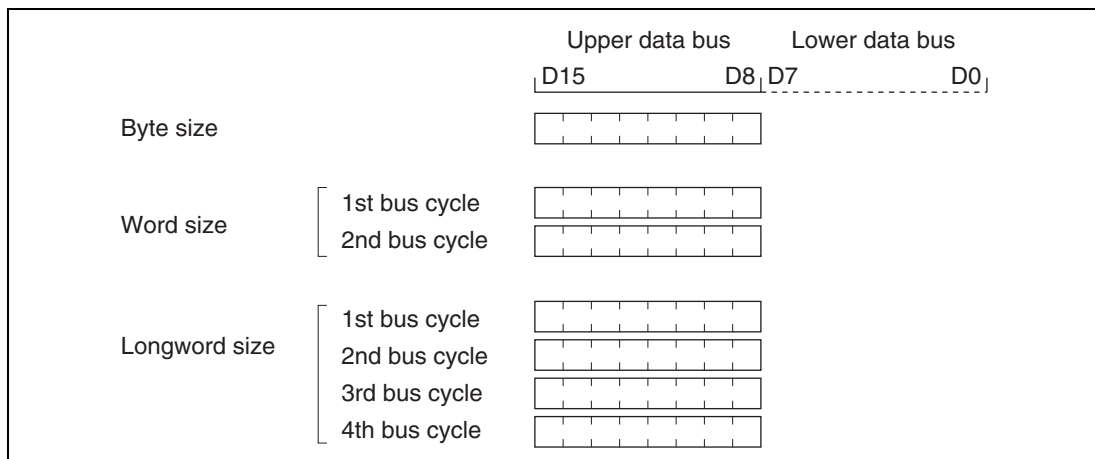 Upper data bus Lower data bus
D15 D8 D7 D0
Byte size
Word size
1st bus cycle
2nd bus cycle
Longword size
1st bus cycle
2nd bus cycle
3rd bus cycle
4th bus cycle